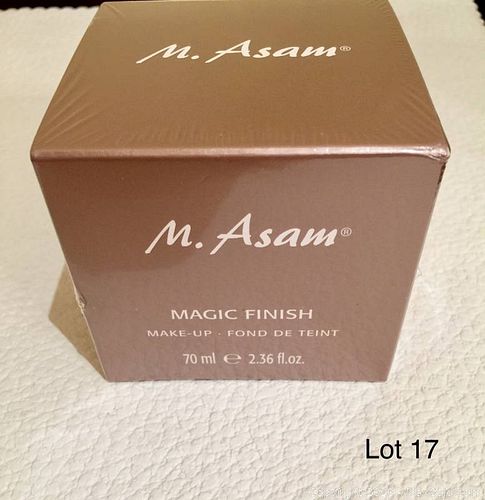 M. Asam®
M. Asam®
MAGIC FINISH
MAKE-UP · FOND DE TEINT
70 ml ℮ 2.36 fl.oz.
Lot 17